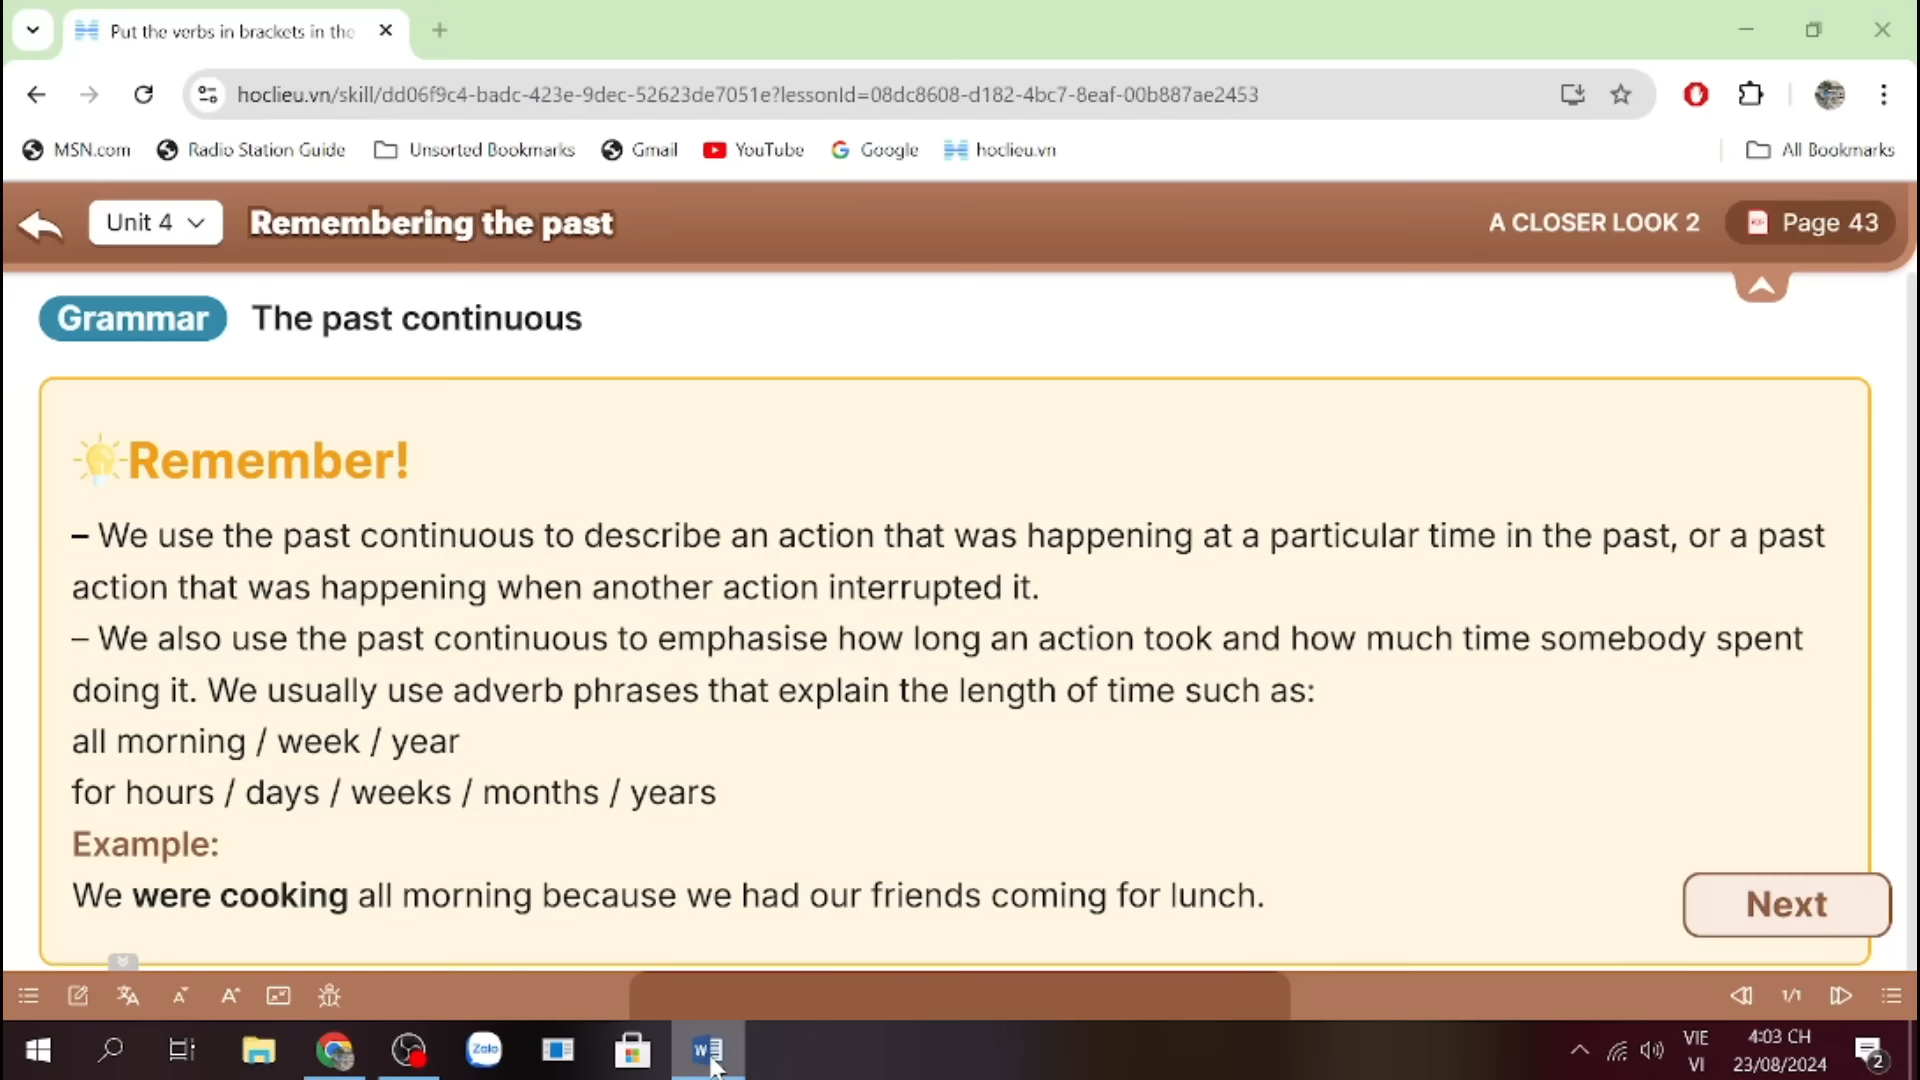 Put the verbs in brackets in the
hoclieu.vn/skill/dd06f9c4-badc-423e-9dec-52623de7051e?lessonId=08dc8608-d182-4bc7-8eaf-00b887ae2453
MSN.com Radio Station Guide Unsorted Bookmarks Gmail YouTube Google hoclieu.vn All Bookmarks
Unit 4 Remembering the past A CLOSER LOOK 2 Page 43
Grammar The past continuous
Remember!
– We use the past continuous to describe an action that was happening at a particular time in the past, or a past
action that was happening when another action interrupted it.
– We also use the past continuous to emphasise how long an action took and how much time somebody spent
doing it. We usually use adverb phrases that explain the length of time such as:
all morning / week / year
for hours / days / weeks / months / years
Example:
We were cooking all morning because we had our friends coming for lunch.
Next
1/1
Zalo
VIE 4:03 CH
VI 23/08/2024 2